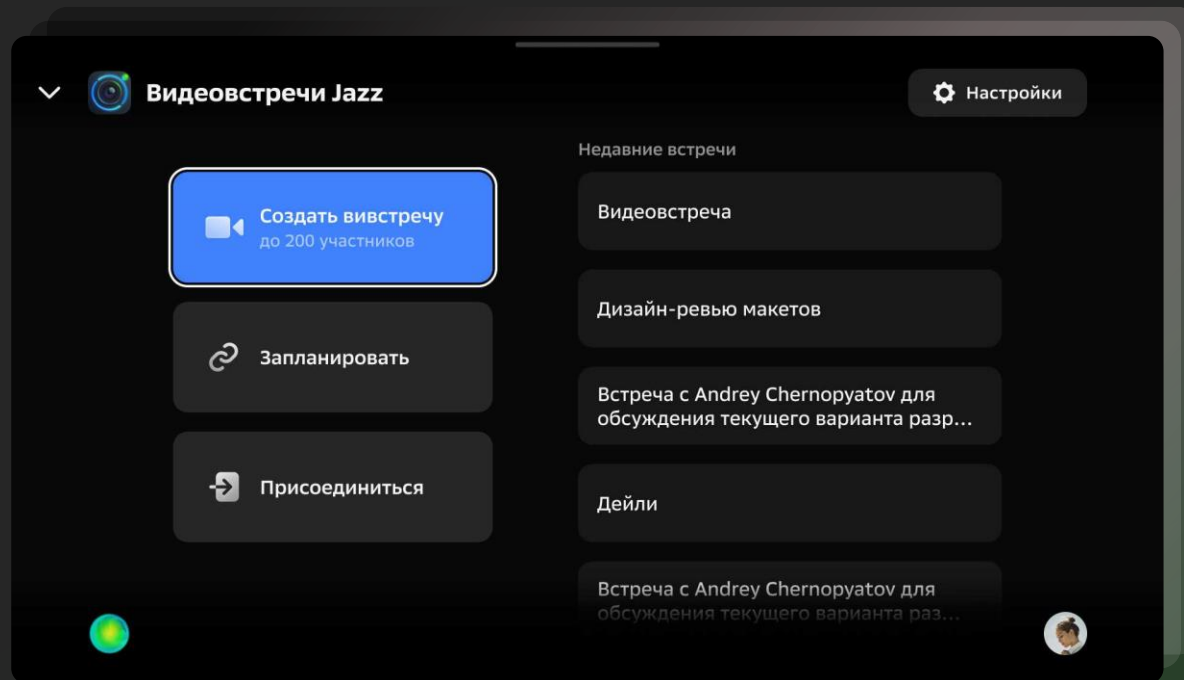 Видеовстречи Jazz
Настройки
Создать вивстречу
до 200 участников
Запланировать
Присоединиться
Недавние встречи
Видеовстреча
Дизайн-ревью макетов
Встреча с Andrey Chernopyatov для
обсуждения текущего варианта разр...
Дейли
Встреча с Andrey Chernopyatov для
обсуждения текущего варианта раз...